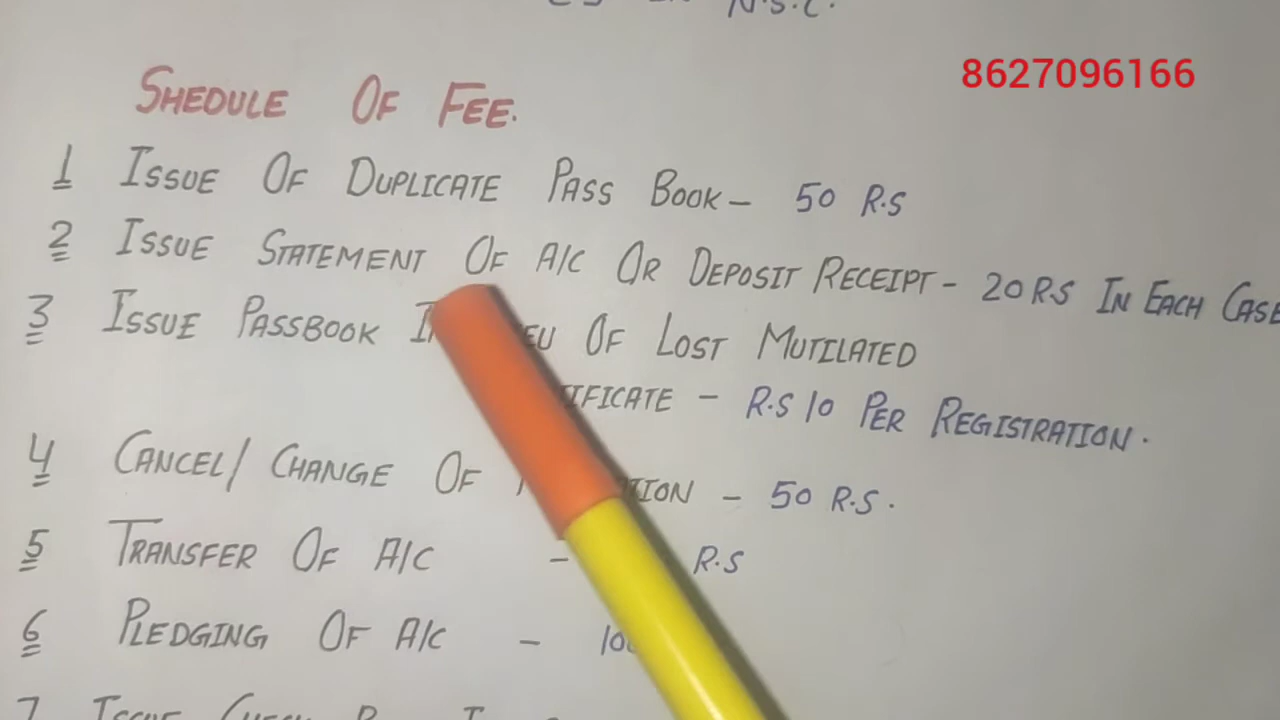 N.S.C.
8627096166
SHEDULE OF FEE.
1 ISSUE OF DUPLICATE PASS BOOK - 50 R.S
2 ISSUE STATEMENT OF A/C OR DEPOSIT RECEIPT - 20 R.S IN EACH CASE
3 ISSUE PASSBOOK OF LOST MUTILATED
- R.S 10 PER REGISTRATION.
4 CANCEL/ CHANGE OF - 50 R.S.
5 TRANSFER OF A/C - R.S
6 PLEDGING OF A/C -
7